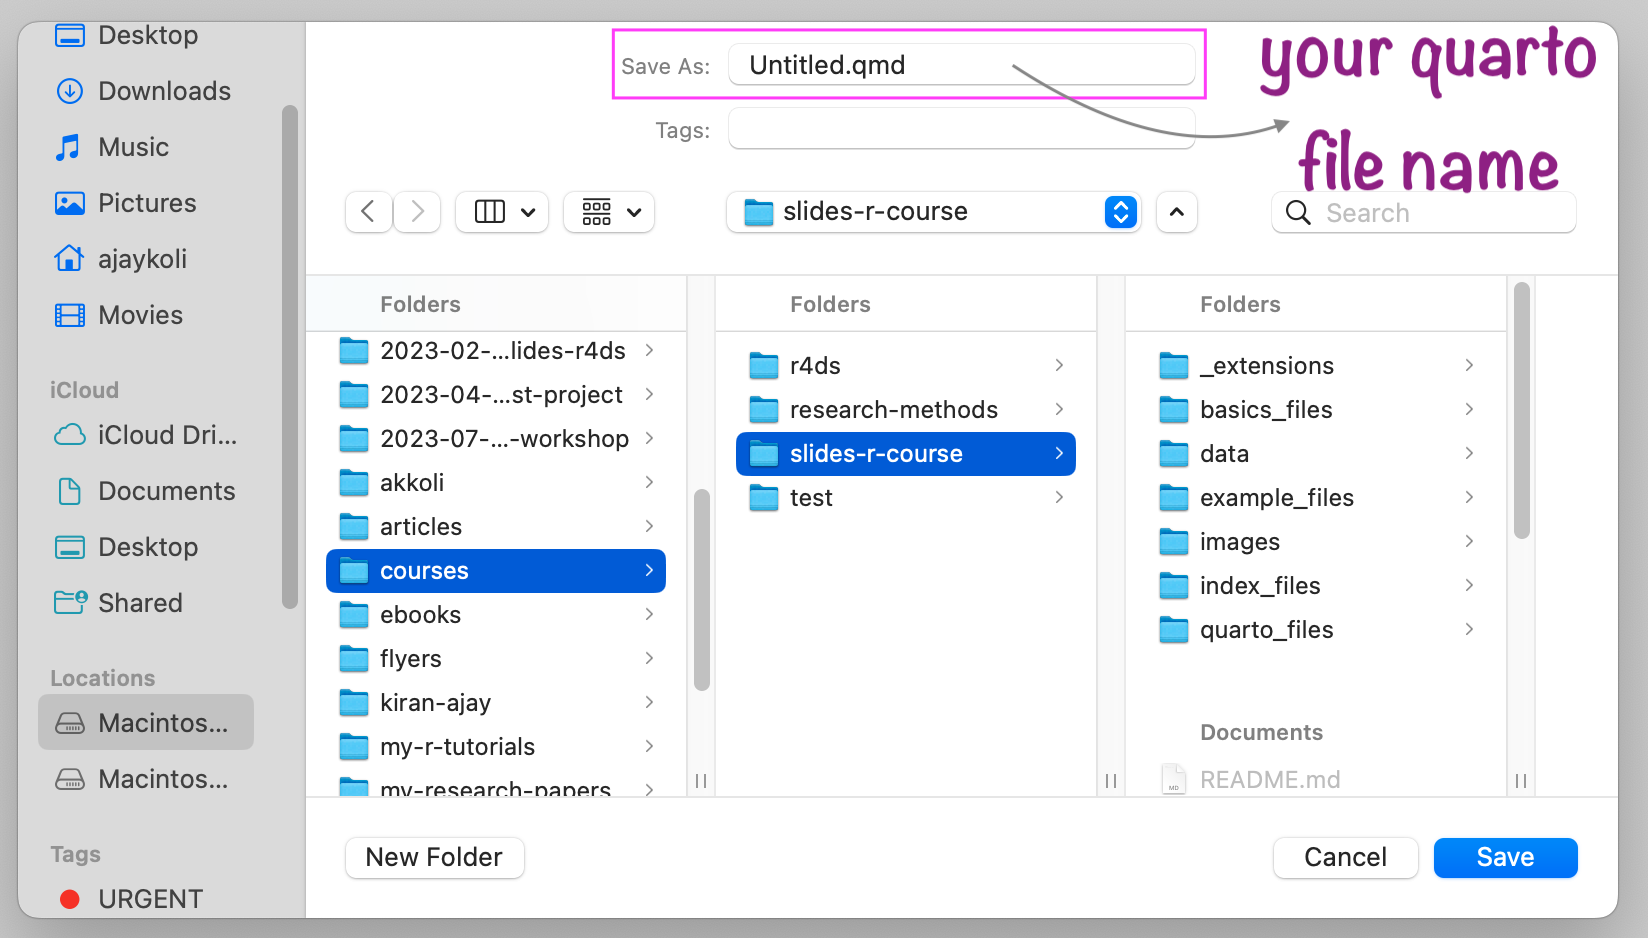 Desktop
Downloads
Music
Pictures
ajaykoli
Movies
iCloud
iCloud Dri...
Documents
Desktop
Shared
Locations
Macintos...
Macintos...
Tags
URGENT
Save As: Untitled.qmd
Tags:
your quarto
file name
slides-r-course
Search
Folders
2023-02-...lides-r4ds
2023-04-...st-project
2023-07-...-workshop
akkoli
articles
courses
ebooks
flyers
kiran-ajay
my-r-tutorials
my-research-papers
Folders
r4ds
research-methods
slides-r-course
test
Folders
_extensions
basics_files
data
example_files
images
index_files
quarto_files
Documents
MD
README.md
New Folder
Cancel
Save